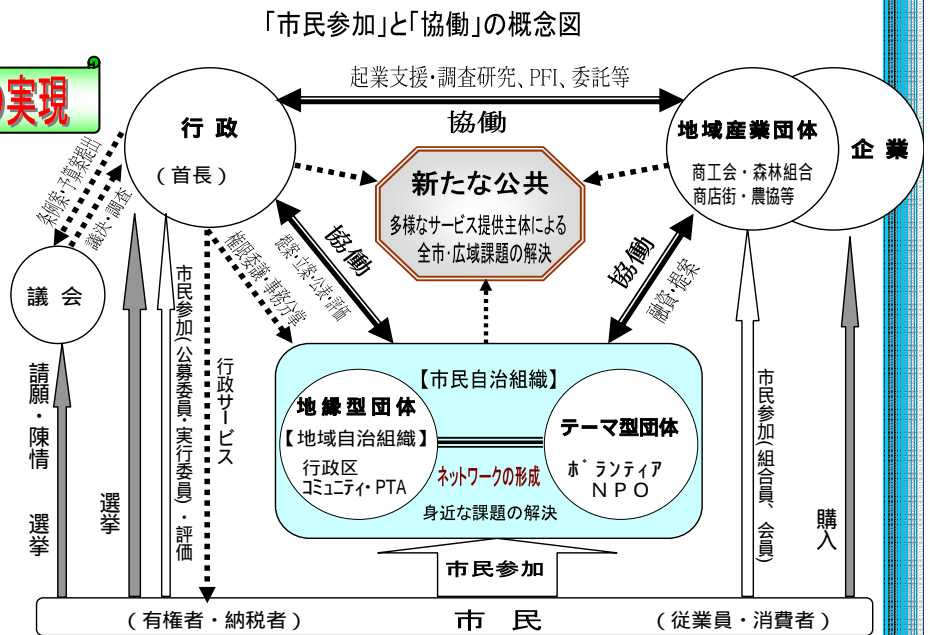 「市民参加」と「協働」の概念図
の実現
起業支援・調査研究、PFI、委託等
協働
行政
（首長）
地域産業団体
商工会・森林組合
商店街・農協等
企業
新たな公共
多様なサービス提供主体による
全市・広域課題の解決
条例案・予算案提出
議決・調査
議会
権限委譲・事務分掌
提案・立案・公表・評価
協働
協働
融資・提案
【市民自治組織】
地縁型団体
【地域自治組織】
行政区
コミュニティ・PTA
ネットワークの形成
身近な課題の解決
テーマ型団体
ボランティア
NPO
請願・陳情
選挙
選挙
市民参加(公募委員・実行委員)・評価
行政サービス
市民参加(組合員、会員)
購入
市民参加
（有権者・納税者）
市民
（従業員・消費者）